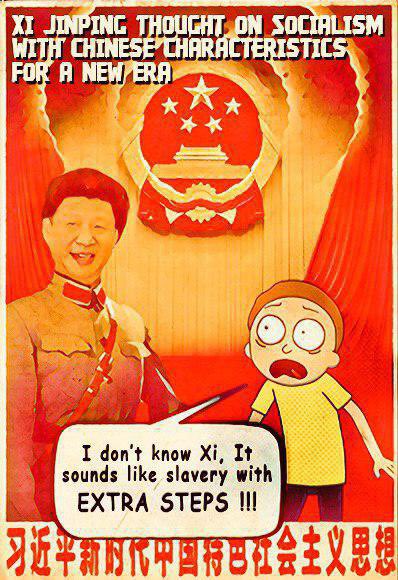 XI JINPING THOUGHT ON SOCIALISM
WITH CHINESE CHARACTERISTICS
FOR A NEW ERA
I don't know Xi, It
sounds like slavery with
EXTRA STEPS !!!
习近平新时代中国特色社会主义思想